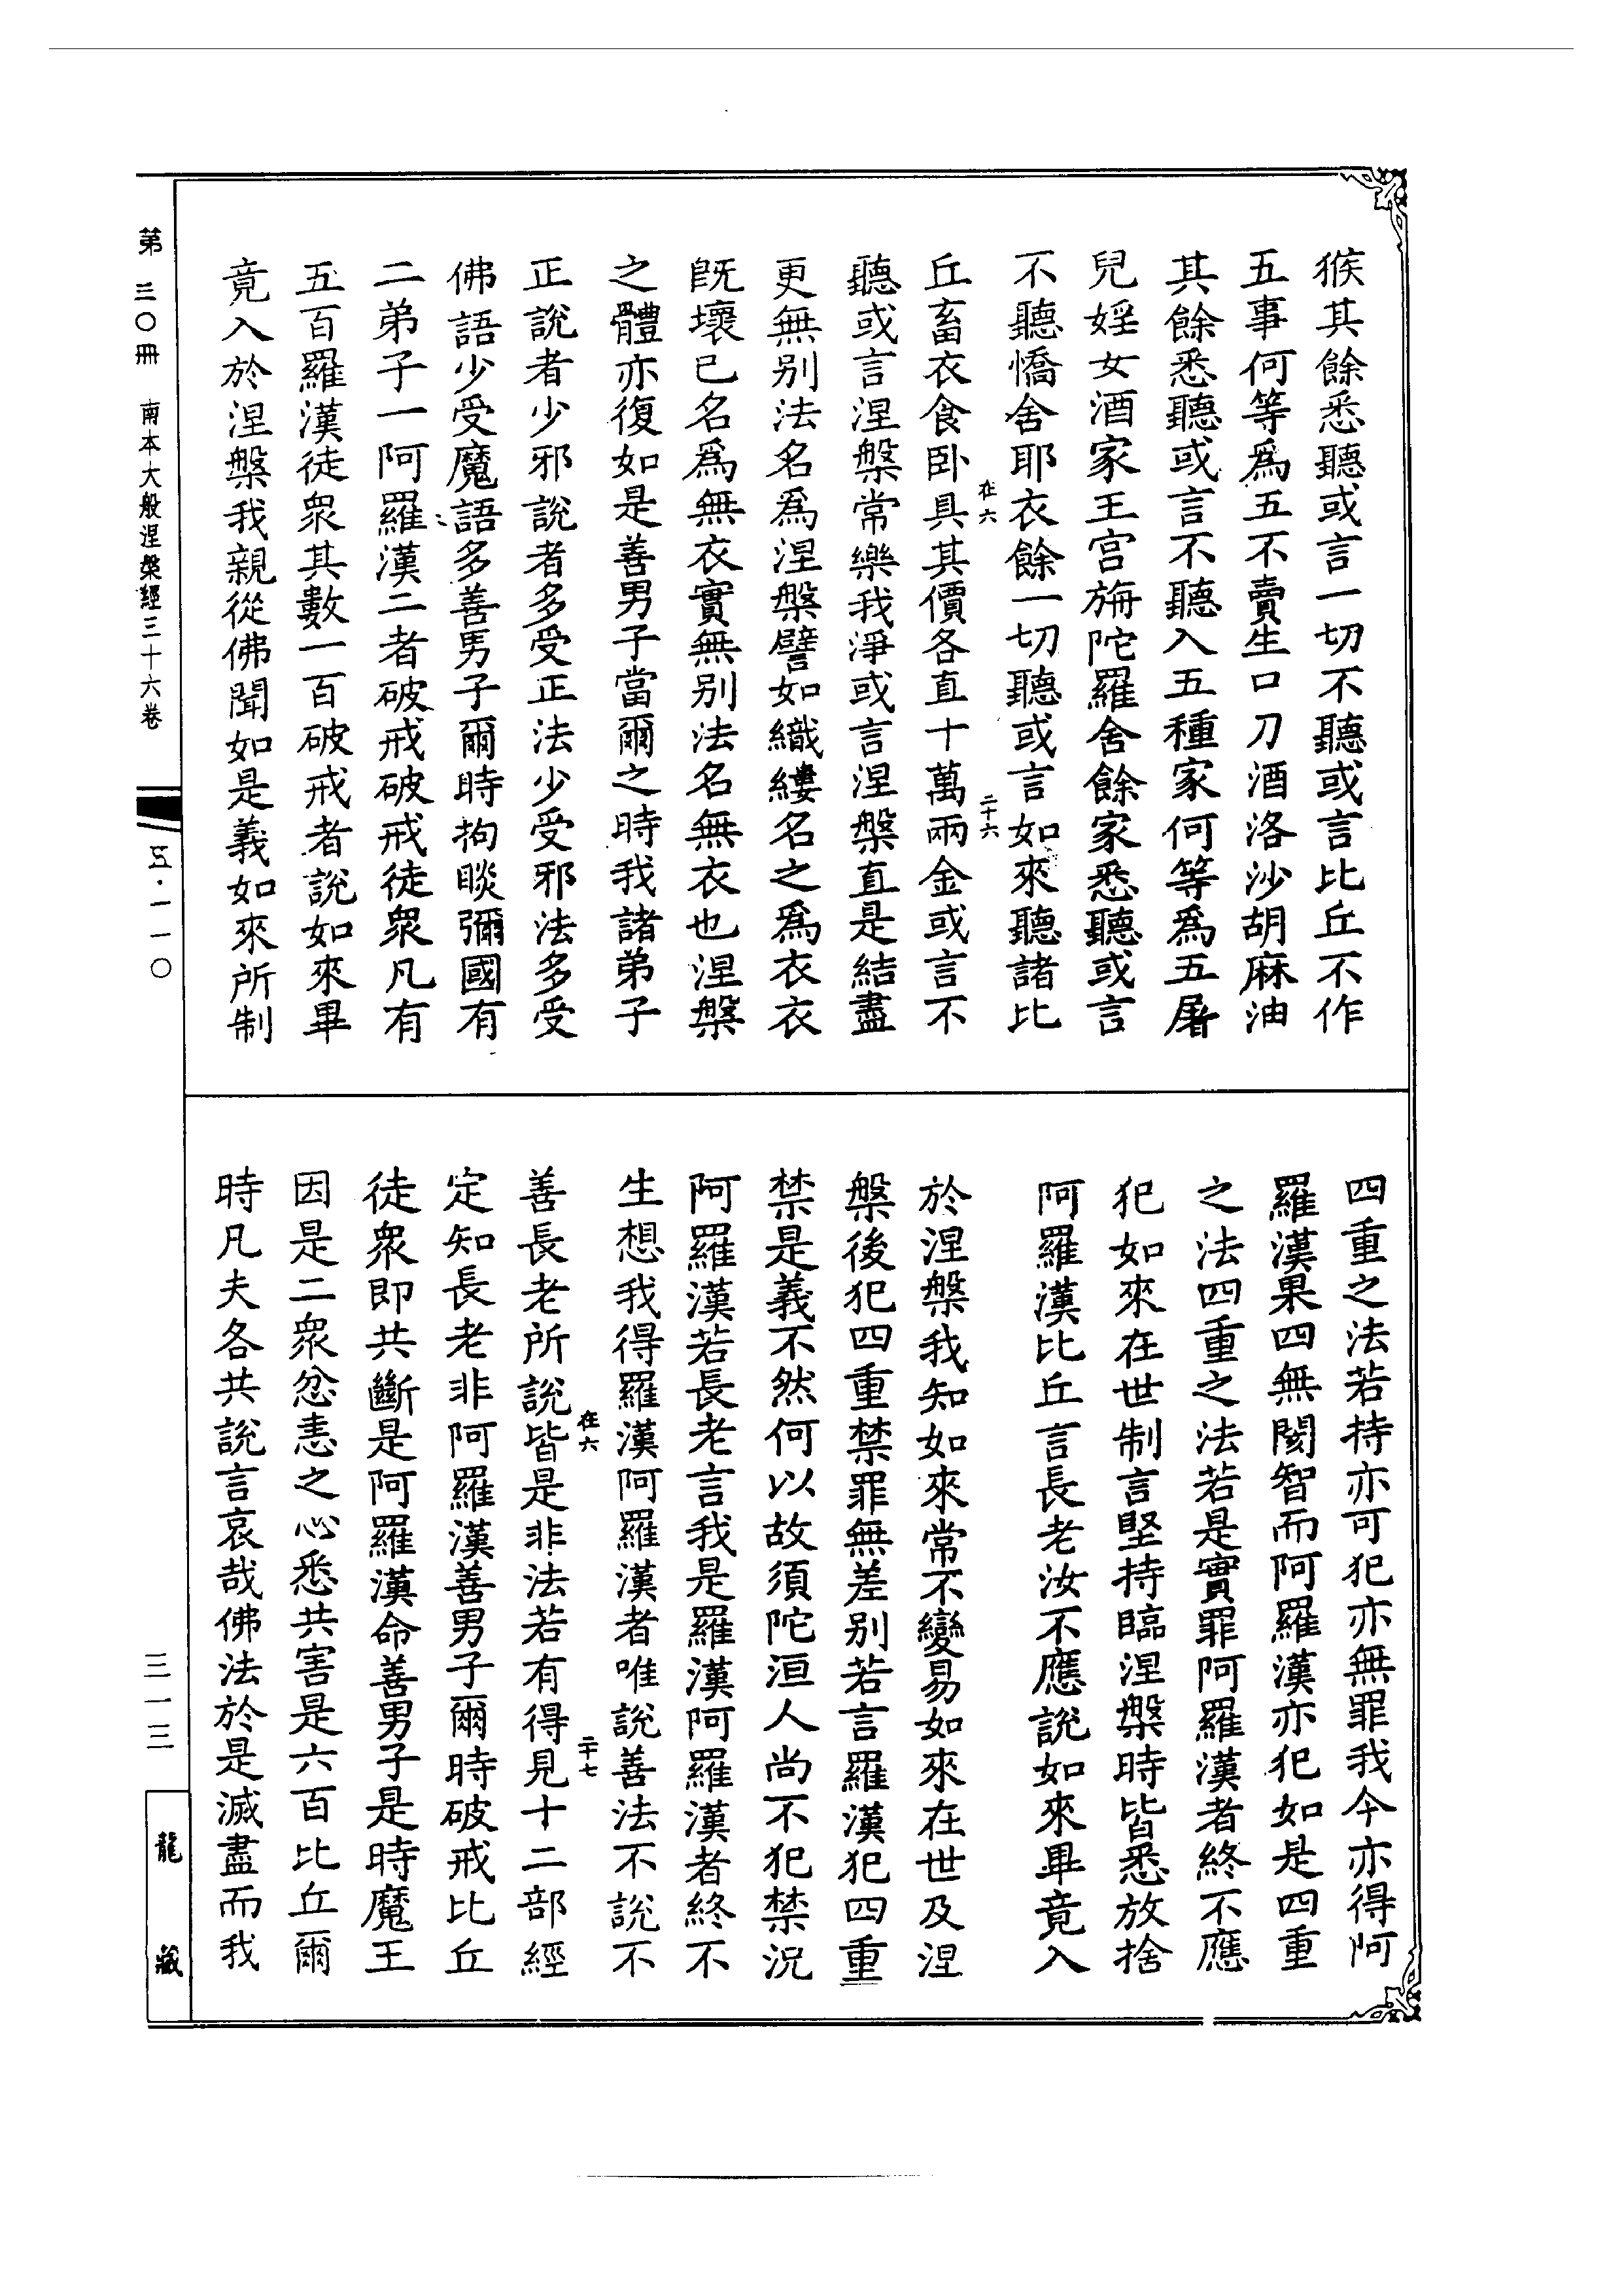 猴其餘悉聽或言一切不聽或言比丘不作
五事何等爲五不賣生口刀酒洛沙胡麻油
其餘悉聽或言不聽入五種家何等爲五屠
兒婬女酒家王宫旃陀羅舍餘家悉聽或言
不聽憍舍耶衣餘一切聽或言如來聽諸比
在六
二十六
丘畜衣食卧具其價各直十萬兩金或言不
聽或言涅槃常樂我淨或言涅槃直是結盡
更無别法名爲涅槃譬如織縷名之爲衣衣
旣壞已名爲無衣實無别法名無衣也涅槃
之體亦復如是善男子當爾之時我諸弟子
正說者少邪說者多受正法少受邪法多受
佛語少受魔語多善男子爾時拘睒彌國有
二弟子一阿羅漢二者破戒破戒徒衆凡有
五百羅漢徒衆其數一百破戒者說如來畢
竟入於涅槃我親從佛聞如是義如來所制
四重之法若持亦可犯亦無罪我今亦得阿
羅漢果四無閡智而阿羅漢亦犯如是四重
之法四重之法若是實罪阿羅漢者終不應
犯如來在世制言堅持臨涅槃時皆悉放捨
阿羅漢比丘言長老汝不應說如來畢竟入
於涅槃我知如來常不變易如來在世及涅
槃後犯四重禁罪無差别若言羅漢犯四重
禁是義不然何以故須陀洹人尚不犯禁況
阿羅漢若長老言我是羅漢阿羅漢者終不
生想我得羅漢阿羅漢者唯說善法不說不
在六
二十七
善長老所說皆是非法若有得見十二部經
定知長老非阿羅漢善男子爾時破戒比丘
徒衆即共斷是阿羅漢命善男子是時魔王
因是二衆忿恚之心悉共害是六百比丘爾
時凡夫各共說言哀哉佛法於是滅盡而我
第三〇冊 南本大般涅槃經三十六卷
五·一一〇
三一三
龍藏